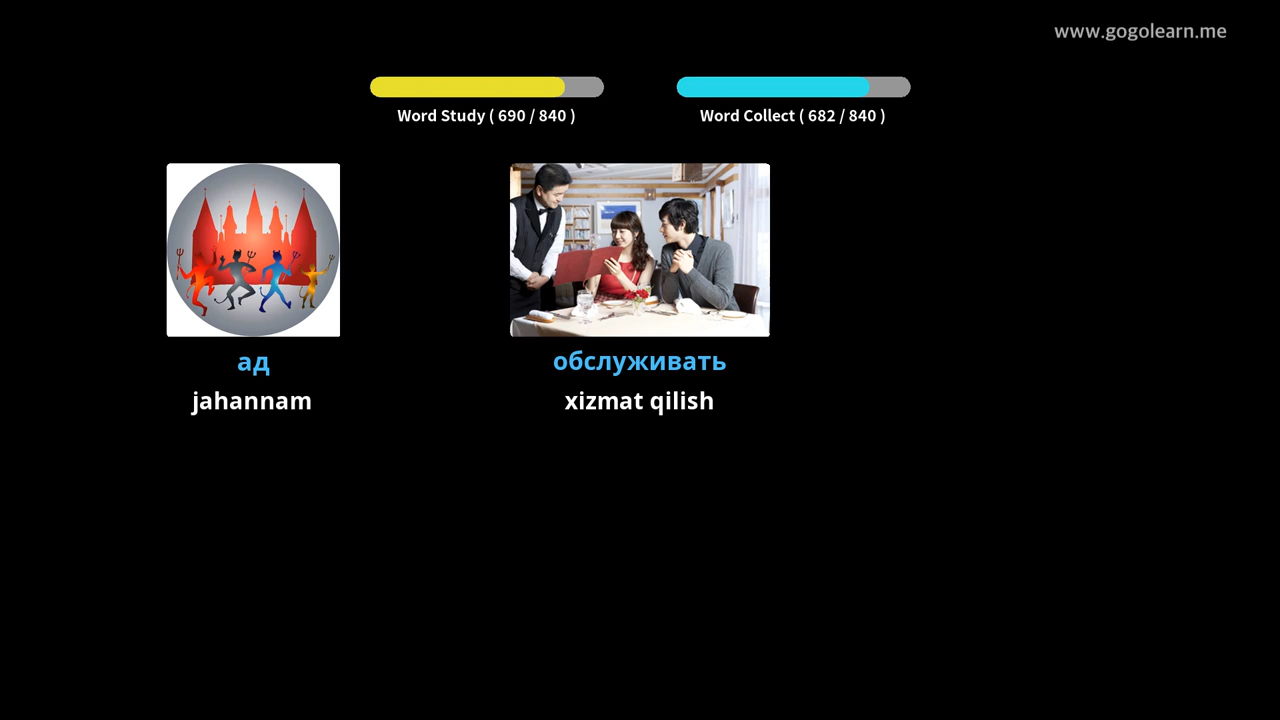 www.gogolearn.me
Word Study ( 690 / 840 )
Word Collect ( 682 / 840 )
ад
jahannam
обслуживать
xizmat qilish